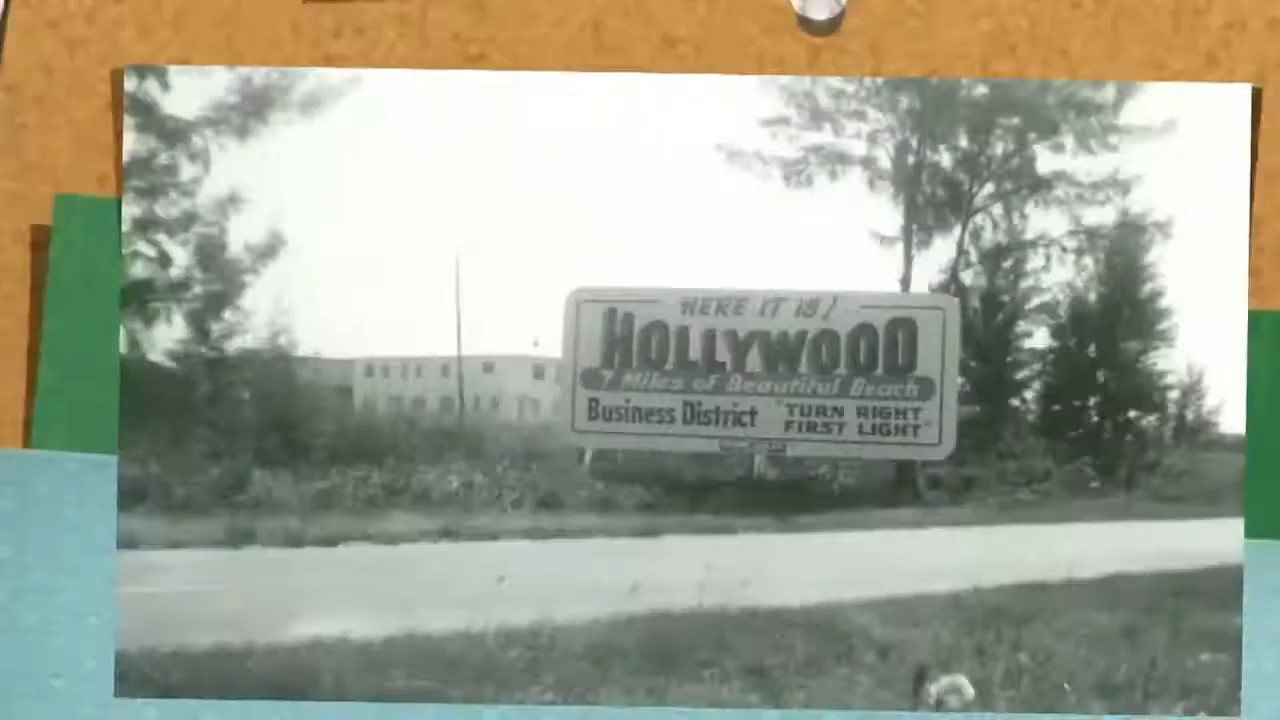 HERE IT IS!
HOLLYWOOD
7 Miles of Beautiful Beach
Business District
"TURN RIGHT
FIRST LIGHT"